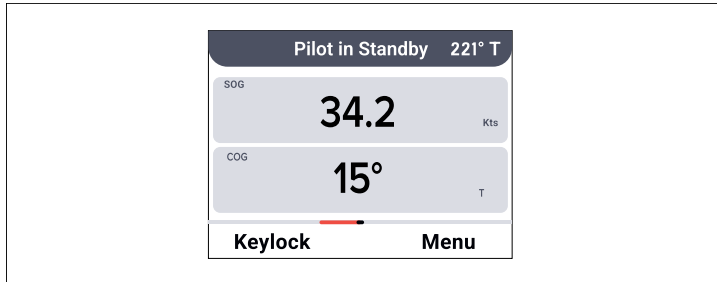 Pilot in Standby 221° T
SOG
34.2
Kts
COG
15°
T
Keylock Menu